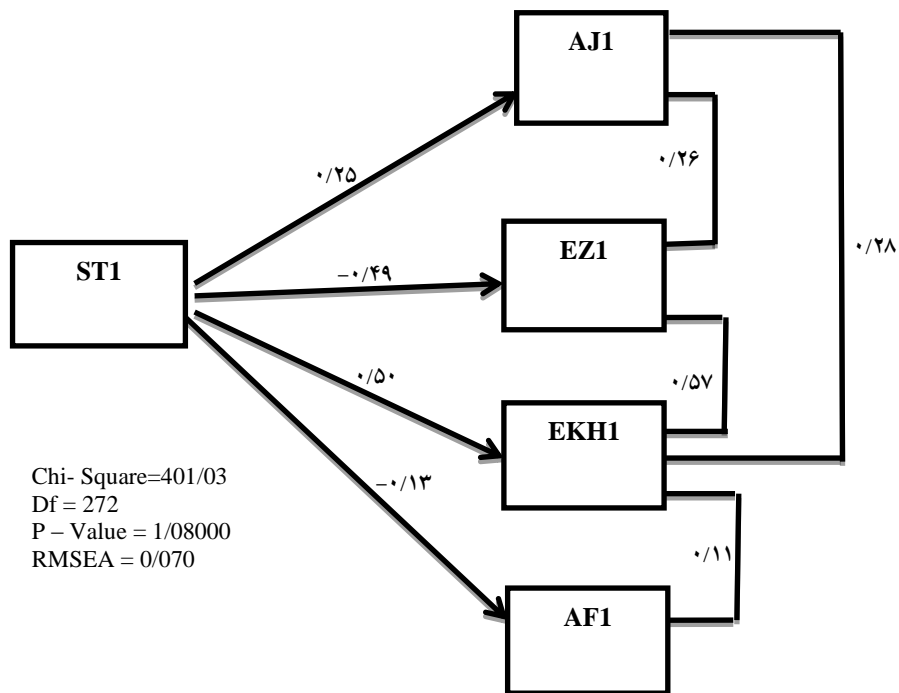 AJ1
۰/۲۶
۰/۲۵
EZ1
۰/۲۸
ST1
−۰/۴۹
۰/۵۷
۰/۵۰
EKH1
−۰/۱۳
Chi- Square=401/03
Df = 272
P – Value = 1/08000
RMSEA = 0/070
۰/۱۱
AF1